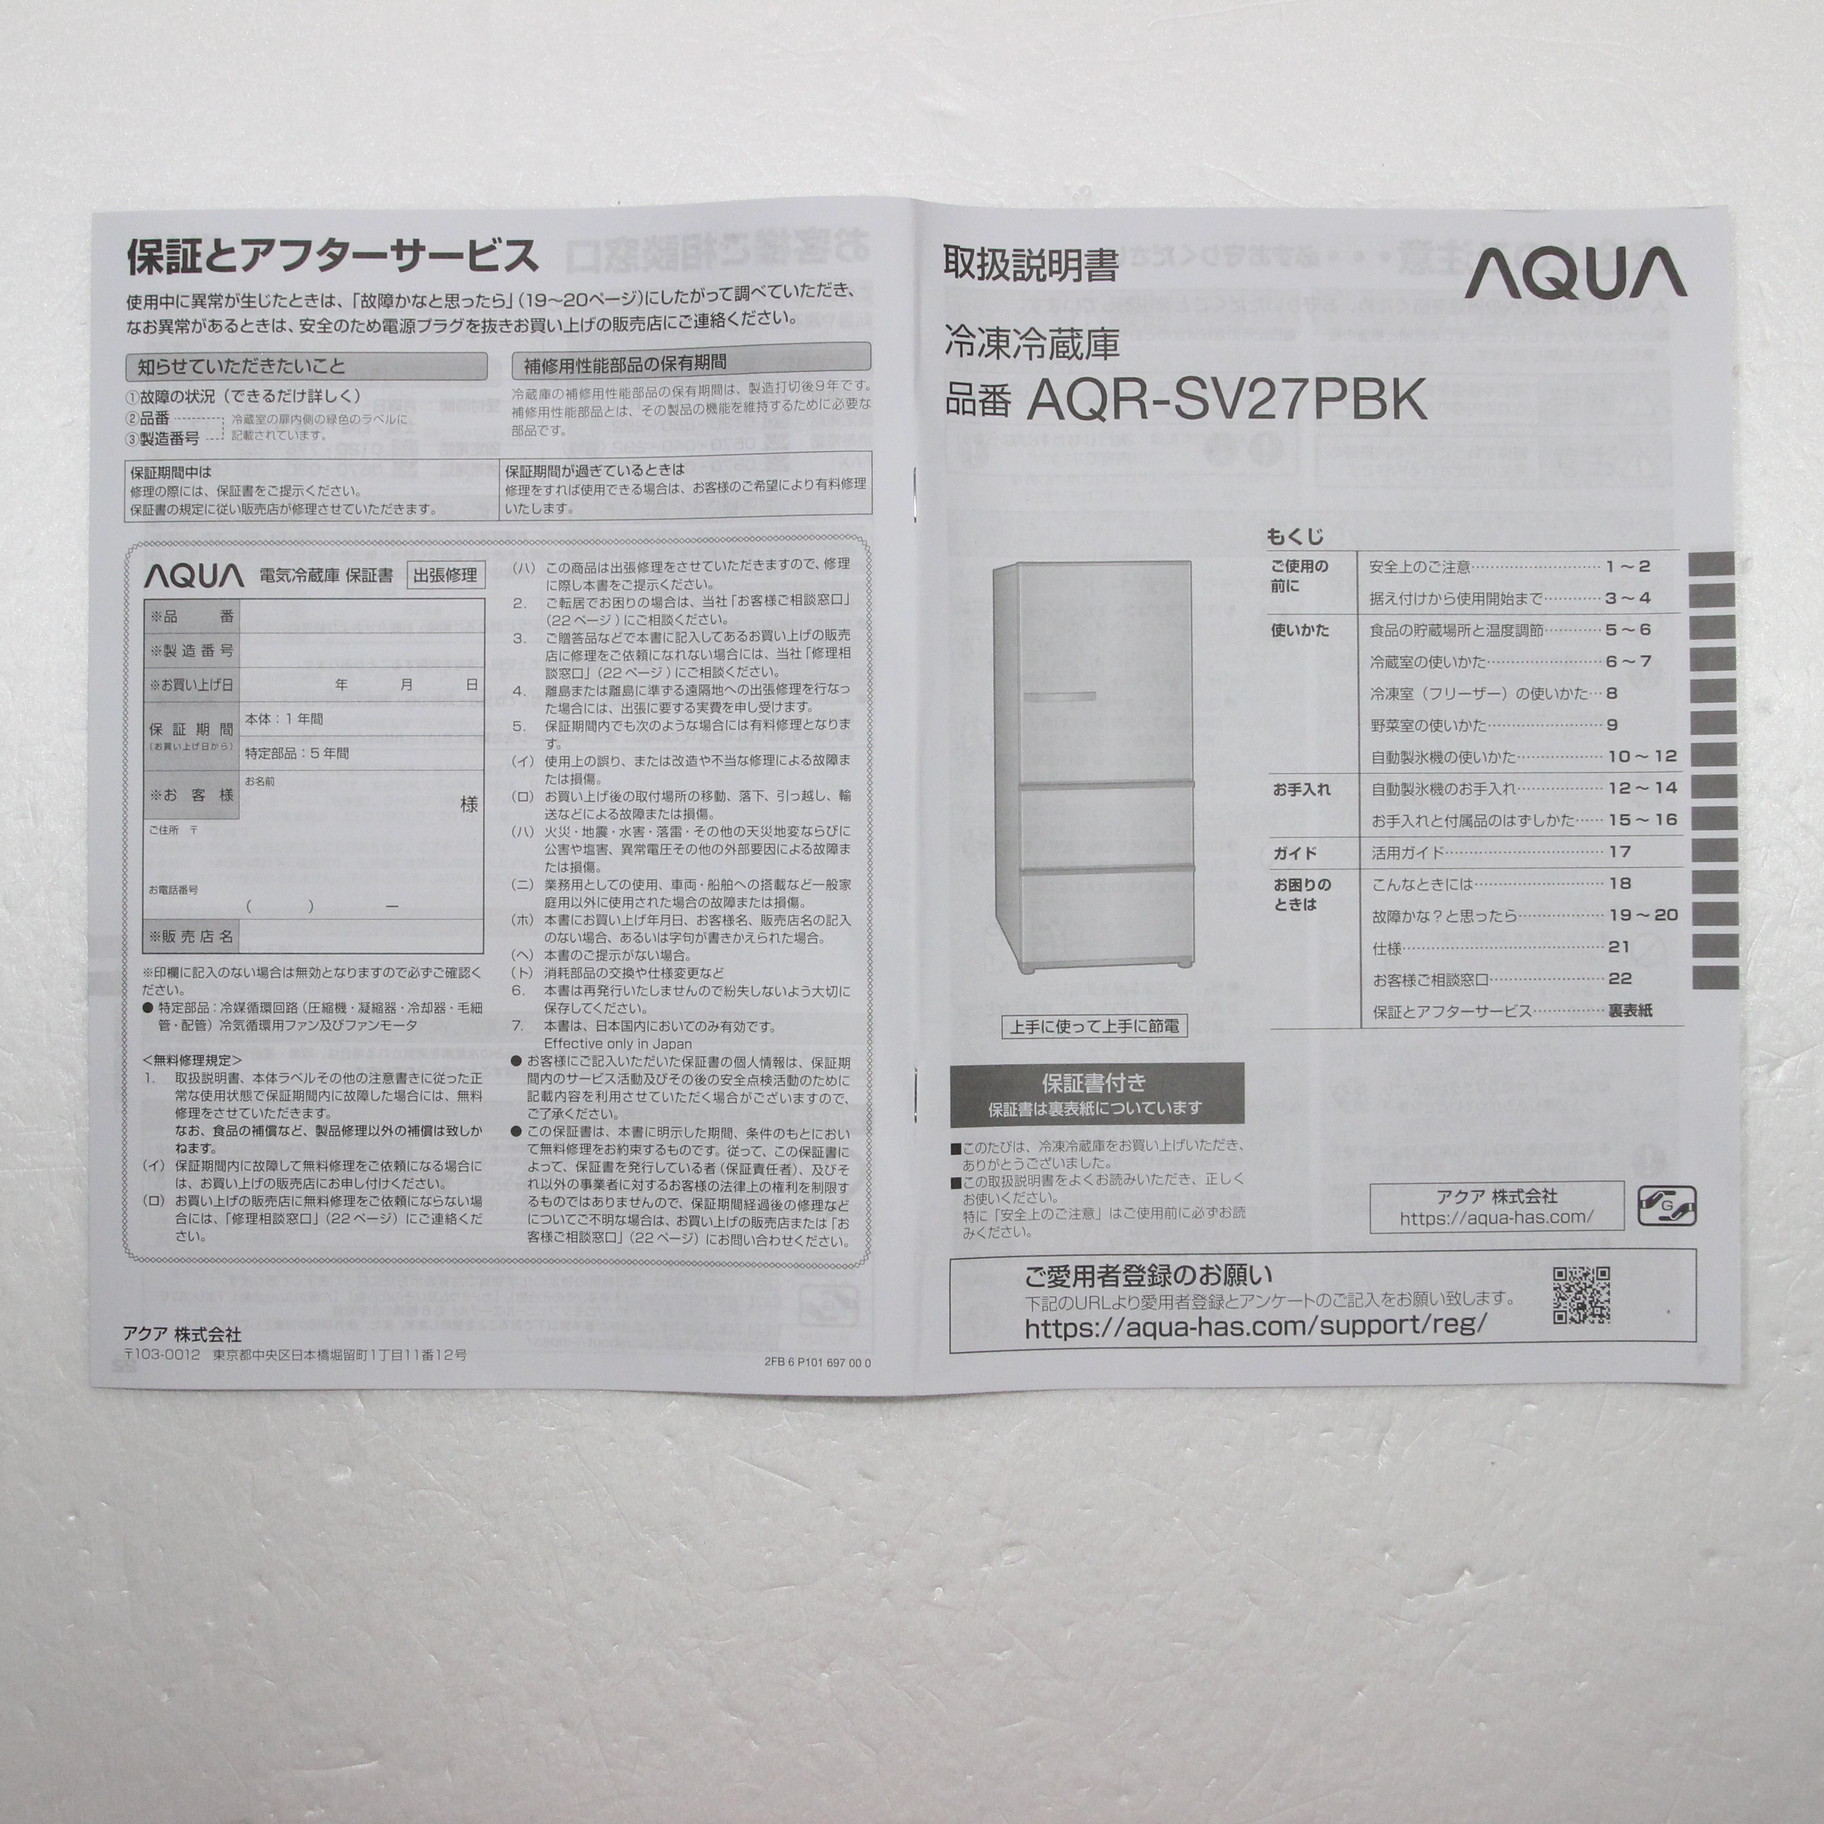 保証とアフターサービス
使用中に異常が生じたときは、「故障かなと思ったら」(19〜20ページ)にしたがって調べていただき、
なお異常があるときは、安全のため電源プラグを抜きお買い上げの販売店にご連絡ください。
知らせていただきたいこと
①故障の状況（できるだけ詳しく）
②品番
③製造番号
冷蔵室の扉内側の緑色のラベルに
記載されています。
補修用性能部品の保有期間
冷蔵庫の補修用性能部品の保有期間は、製造打切後9年です。
補修用性能部品とは、その製品の機能を維持するために必要な
部品です。
保証期間中は
修理の際には、保証書をご提示ください。
保証書の規定に従い販売店が修理させていただきます。
保証期間が過ぎているときは
修理をすれば使用できる場合は、お客様のご希望により有料修理
いたします。
AQUA 電気冷蔵庫 保証書 出張修理
※品番
※製造番号
※お買い上げ日 年 月 日
保証期間
(お買い上げ日から)
本体：1年間
特定部品：5年間
※お客様
お名前
様
ご住所 〒
お電話番号
（ ） ー
※販売店名
※印欄に記入のない場合は無効となりますので必ずご確認く
ださい。
● 特定部品：冷媒循環回路（圧縮機・凝縮器・冷却器・毛細
管・配管）冷気循環用ファン及びファンモータ
＜無料修理規定＞
1. 取扱説明書、本体ラベルその他の注意書きに従った正
常な使用状態で保証期間内に故障した場合には、無料
修理をさせていただきます。
なお、食品の補償など、製品修理以外の補償は致しか
ねます。
（イ） 保証期間内に故障して無料修理をご依頼になる場合に
は、お買い上げの販売店にお申し付けください。
（ロ） お買い上げの販売店に無料修理をご依頼にならない場
合には、「修理相談窓口」（22ページ）にご連絡くだ
さい。
（ハ） この商品は出張修理をさせていただきますので、修理
に際し本書をご提示ください。
2. ご転居でお困りの場合は、当社「お客様ご相談窓口」
（22ページ）にご相談ください。
3. ご贈答品などで本書に記入してあるお買い上げの販売
店に修理をご依頼になれない場合には、当社「修理相
談窓口」（22ページ）にご相談ください。
4. 離島または離島に準ずる遠隔地への出張修理を行なっ
た場合には、出張に要する実費を申し受けます。
5. 保証期間内でも次のような場合には有料修理となりま
す。
（イ） 使用上の誤り、または改造や不当な修理による故障ま
たは損傷。
（ロ） お買い上げ後の取付場所の移動、落下、引っ越し、輸
送などによる故障または損傷。
（ハ） 火災・地震・水害・落雷・その他の天災地変ならびに
公害や塩害、異常電圧その他の外部要因による故障ま
たは損傷。
（ニ） 業務用としての使用、車両・船舶への搭載など一般家
庭用以外に使用された場合の故障または損傷。
（ホ） 本書にお買い上げ年月日、お客様名、販売店名の記入
のない場合、あるいは字句が書きかえられた場合。
（ヘ） 本書のご提示がない場合。
（ト） 消耗部品の交換や仕様変更など
6. 本書は再発行いたしませんので紛失しないよう大切に
保存してください。
7. 本書は、日本国内においてのみ有効です。
Effective only in Japan
● お客様にご記入いただいた保証書の個人情報は、保証期
間内のサービス活動及びその後の安全点検活動のために
記載内容を利用させていただく場合がございますので、
ご了承ください。
● この保証書は、本書に明示した期間、条件のもとにおい
て無料修理をお約束するものです。従って、この保証書に
よって、保証書を発行している者（保証責任者）、及びそ
れ以外の事業者に対するお客様の法律上の権利を制限す
るものではありませんので、保証期間経過後の修理など
についてご不明な場合は、お買い上げの販売店または「お
客様ご相談窓口」（22ページ）にお問い合わせください。
アクア 株式会社
〒103-0012 東京都中央区日本橋堀留町1丁目11番12号
2FB 6 P101 697 00 0
取扱説明書
AQUA
冷凍冷蔵庫
品番 AQR-SV27PBK
もくじ
ご使用の
前に
安全上のご注意 1〜2
据え付けから使用開始まで 3〜4
使いかた
食品の貯蔵場所と温度調節 5〜6
冷蔵室の使いかた 6〜7
冷凍室（フリーザー）の使いかた 8
野菜室の使いかた 9
自動製氷機の使いかた 10〜12
お手入れ
自動製氷機のお手入れ 12〜14
お手入れと付属品のはずしかた 15〜16
ガイド
活用ガイド 17
お困りの
ときは
こんなときには 18
故障かな？と思ったら 19〜20
仕様 21
お客様ご相談窓口 22
保証とアフターサービス 裏表紙
上手に使って上手に節電
保証書付き
保証書は裏表紙についています
■このたびは、冷凍冷蔵庫をお買い上げいただき、
ありがとうございました。
■この取扱説明書をよくお読みいただき、正しく
お使いください。
特に「安全上のご注意」はご使用前に必ずお読
みください。
アクア 株式会社
https://aqua-has.com/
G
ご愛用者登録のお願い
下記のURLより愛用者登録とアンケートのご記入をお願い致します。
https://aqua-has.com/support/reg/